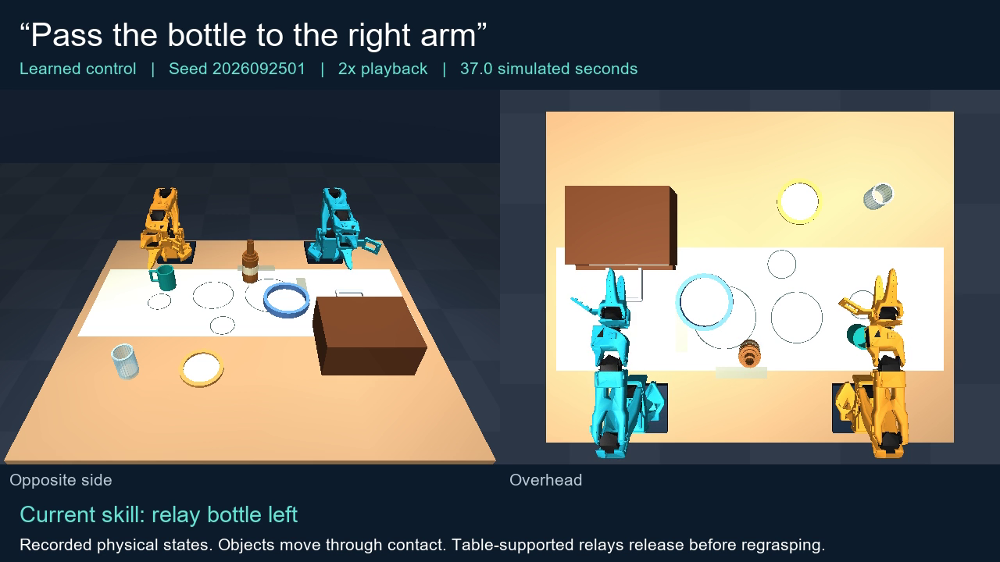 “Pass the bottle to the right arm”
Learned control | Seed 2026092501 | 2x playback | 37.0 simulated seconds
Opposite side
Overhead
Current skill: relay bottle left
Recorded physical states. Objects move through contact. Table-supported relays release before regrasping.